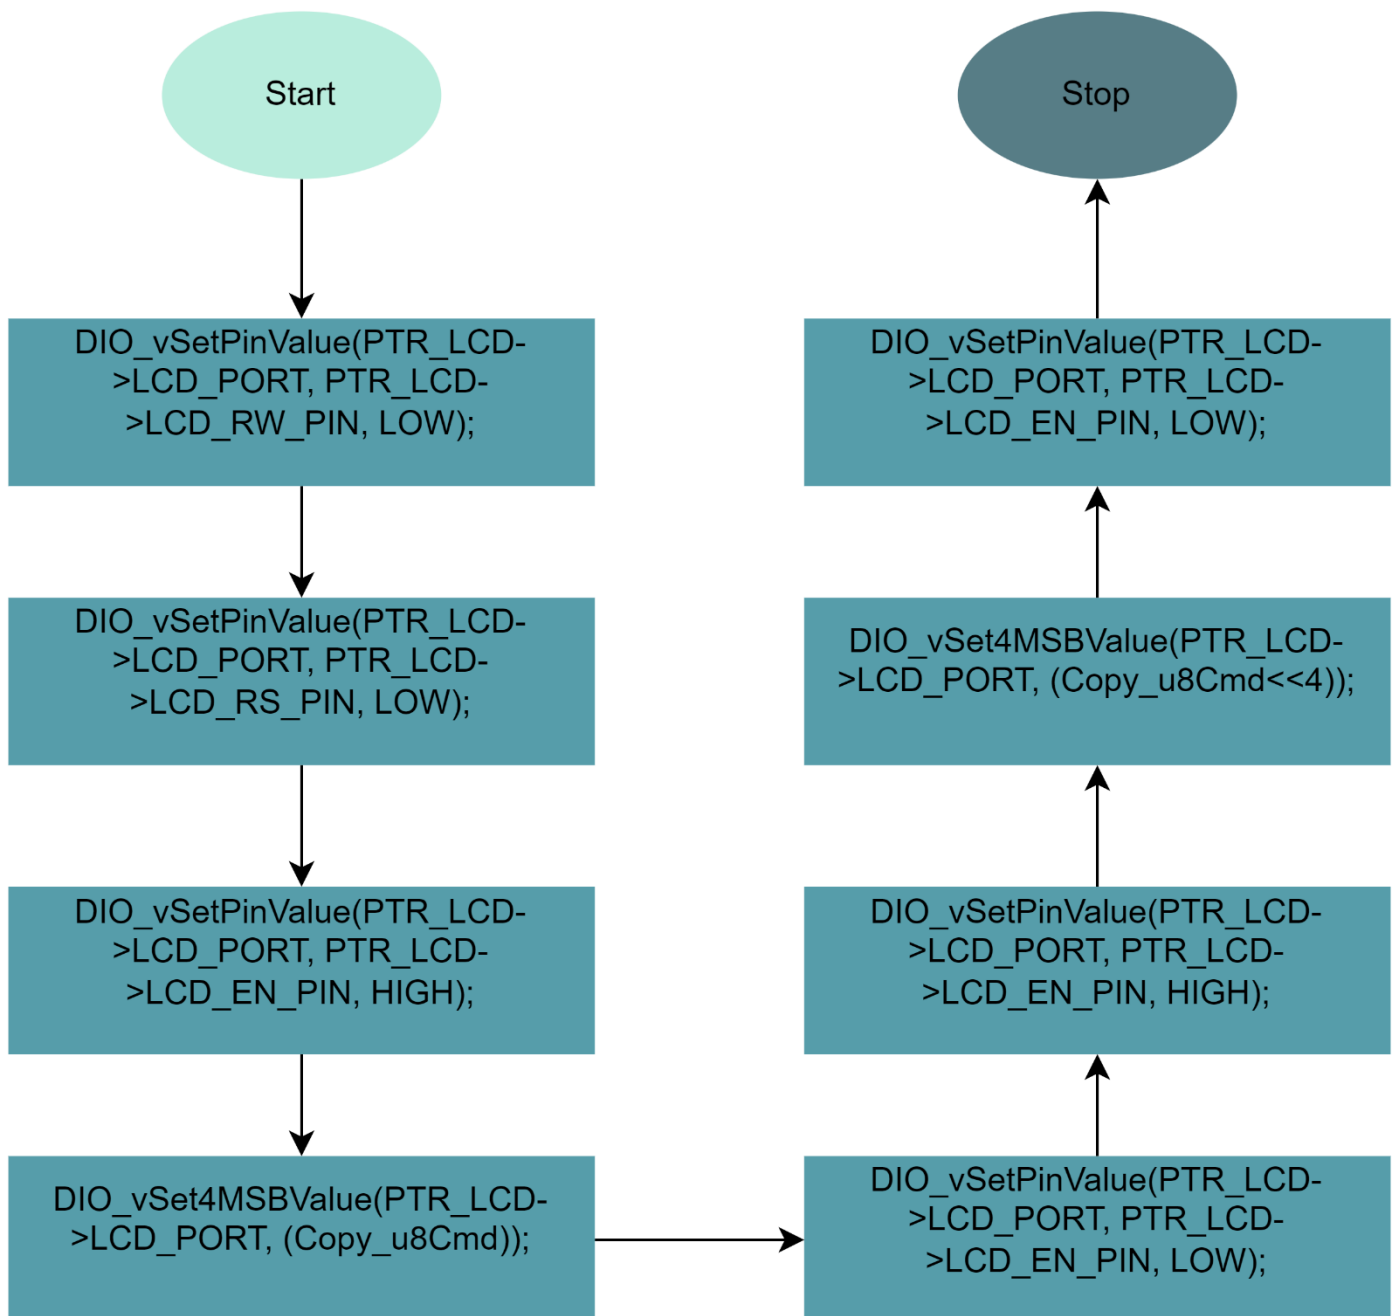 Start
DIO_vSetPinValue(PTR_LCD-
>LCD_PORT, PTR_LCD-
>LCD_RW_PIN, LOW);
DIO_vSetPinValue(PTR_LCD-
>LCD_PORT, PTR_LCD-
>LCD_RS_PIN, LOW);
DIO_vSetPinValue(PTR_LCD-
>LCD_PORT, PTR_LCD-
>LCD_EN_PIN, HIGH);
DIO_vSet4MSBValue(PTR_LCD-
>LCD_PORT, (Copy_u8Cmd));
DIO_vSetPinValue(PTR_LCD-
>LCD_PORT, PTR_LCD-
>LCD_EN_PIN, LOW);
DIO_vSetPinValue(PTR_LCD-
>LCD_PORT, PTR_LCD-
>LCD_EN_PIN, HIGH);
DIO_vSet4MSBValue(PTR_LCD-
>LCD_PORT, (Copy_u8Cmd<<4));
DIO_vSetPinValue(PTR_LCD-
>LCD_PORT, PTR_LCD-
>LCD_EN_PIN, LOW);
Stop